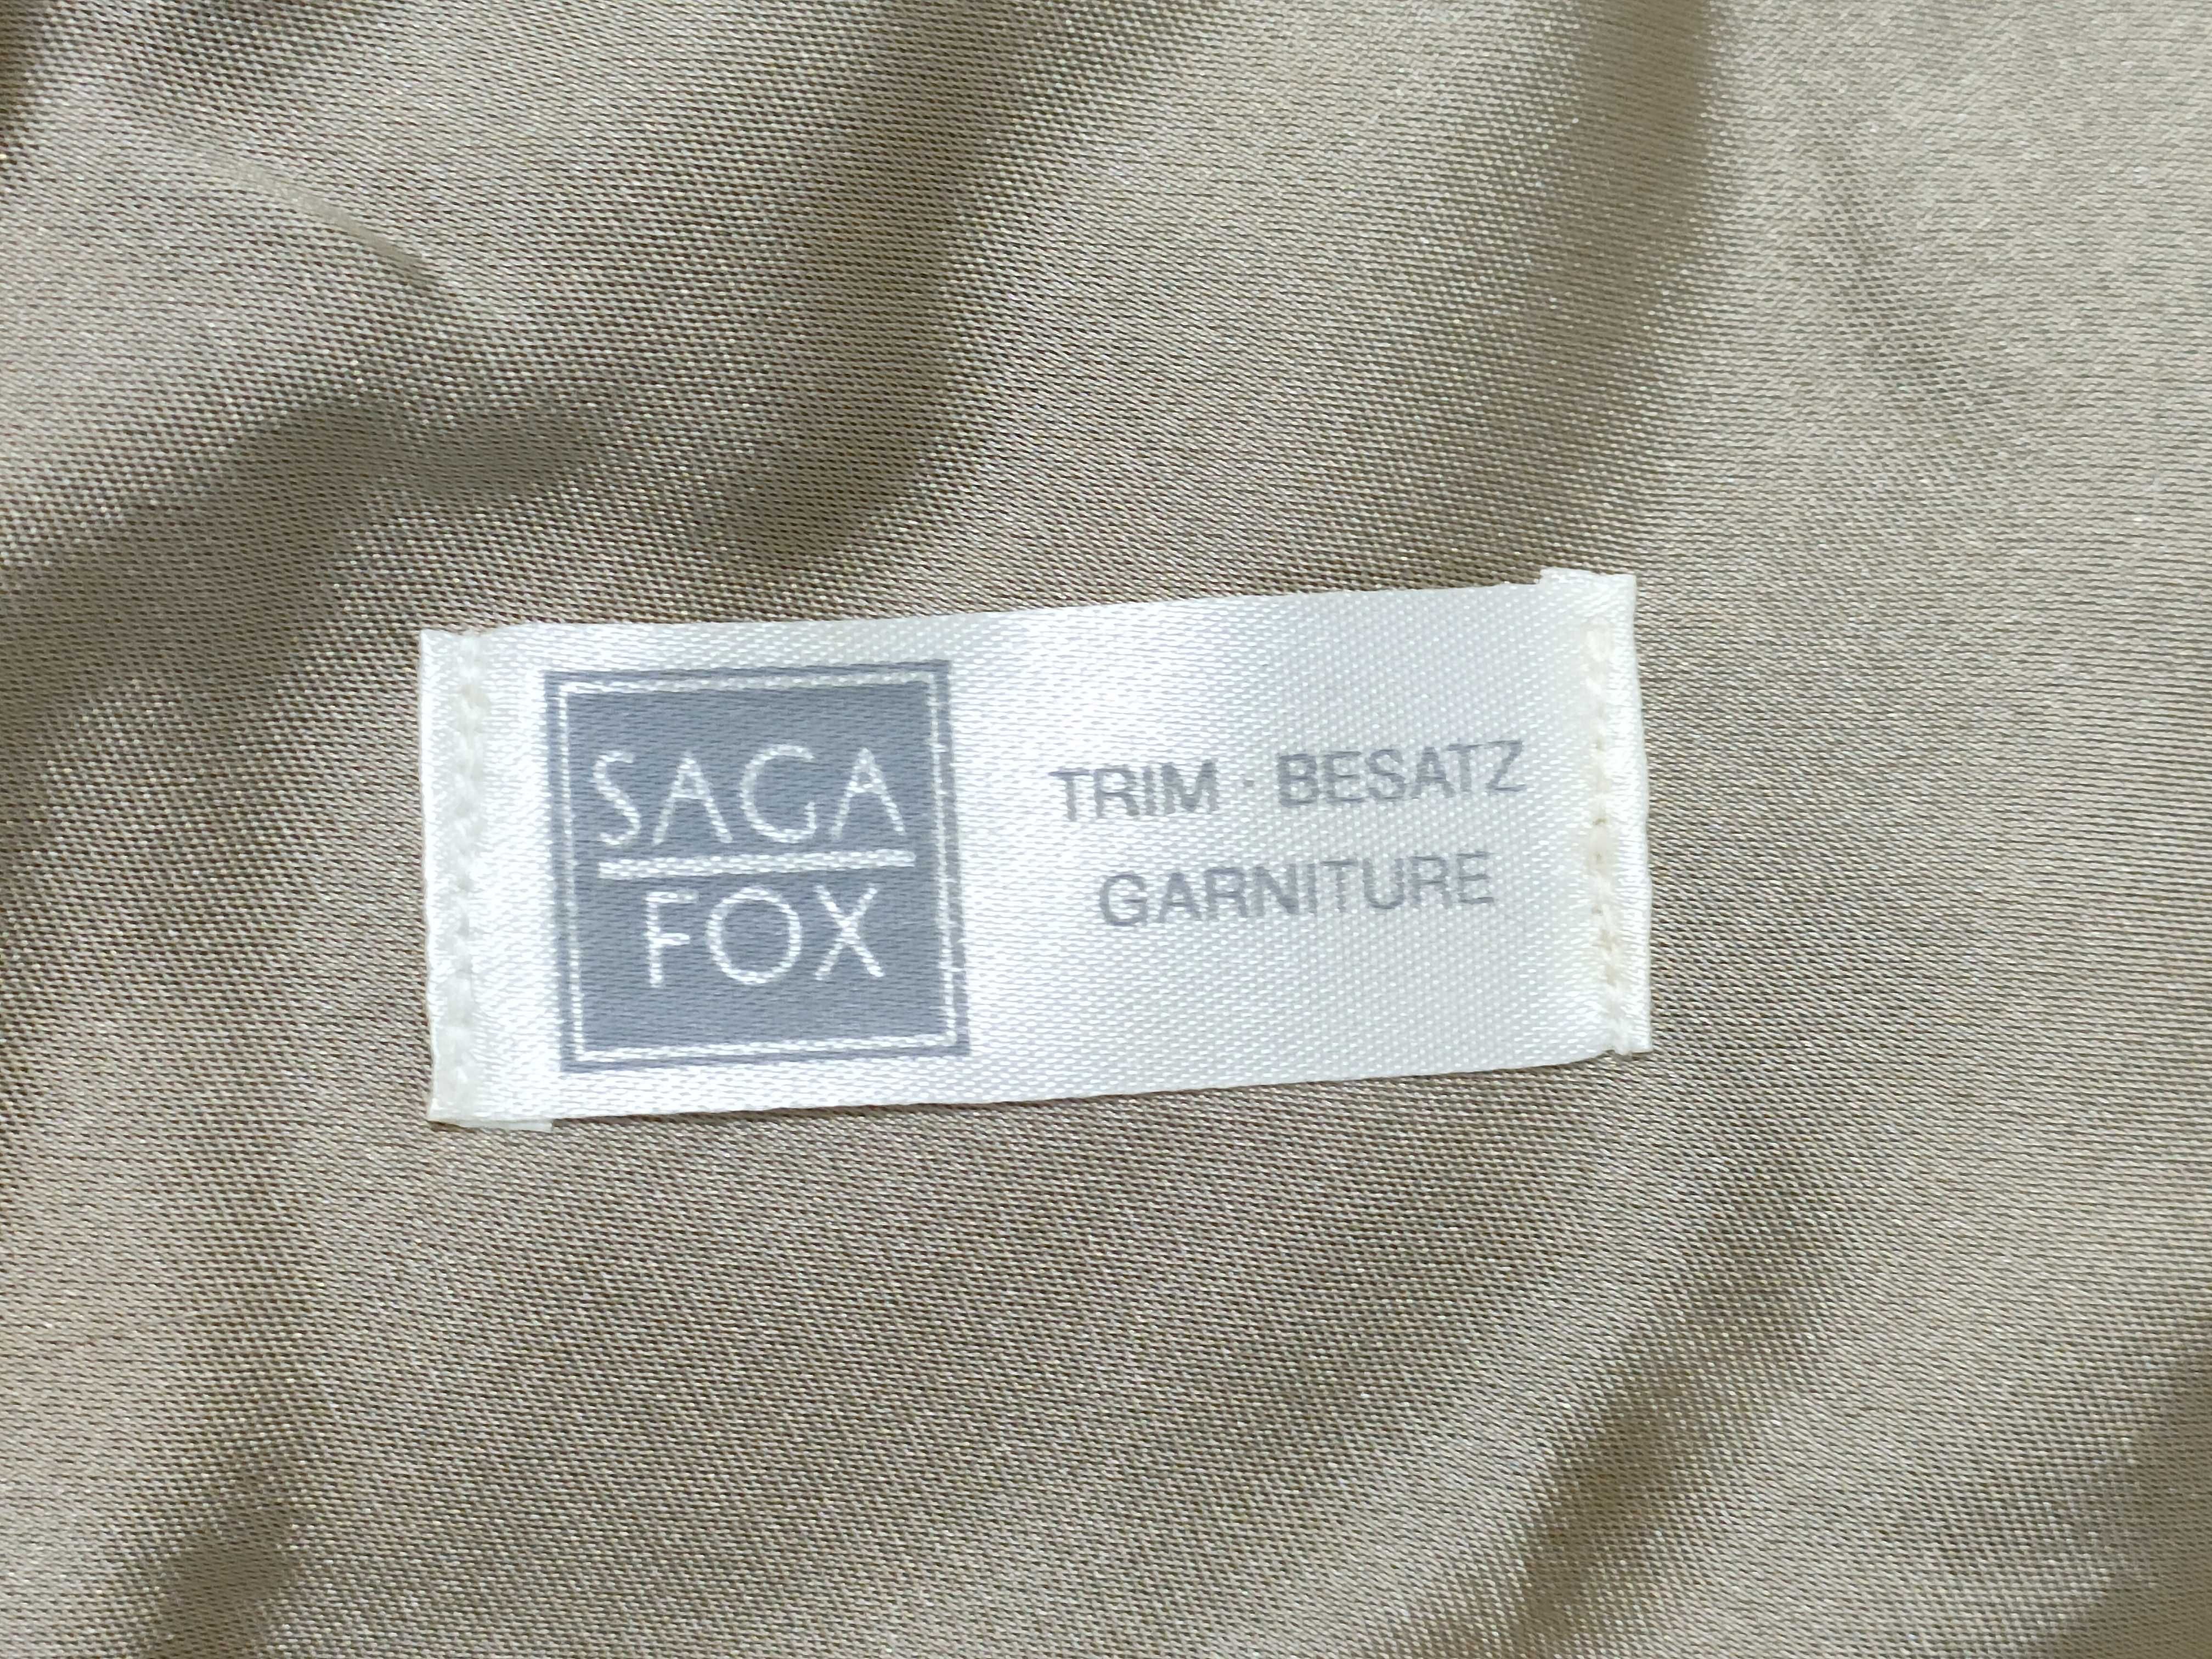 SAGA
FOX
TRIM · BESATZ
GARNITURE